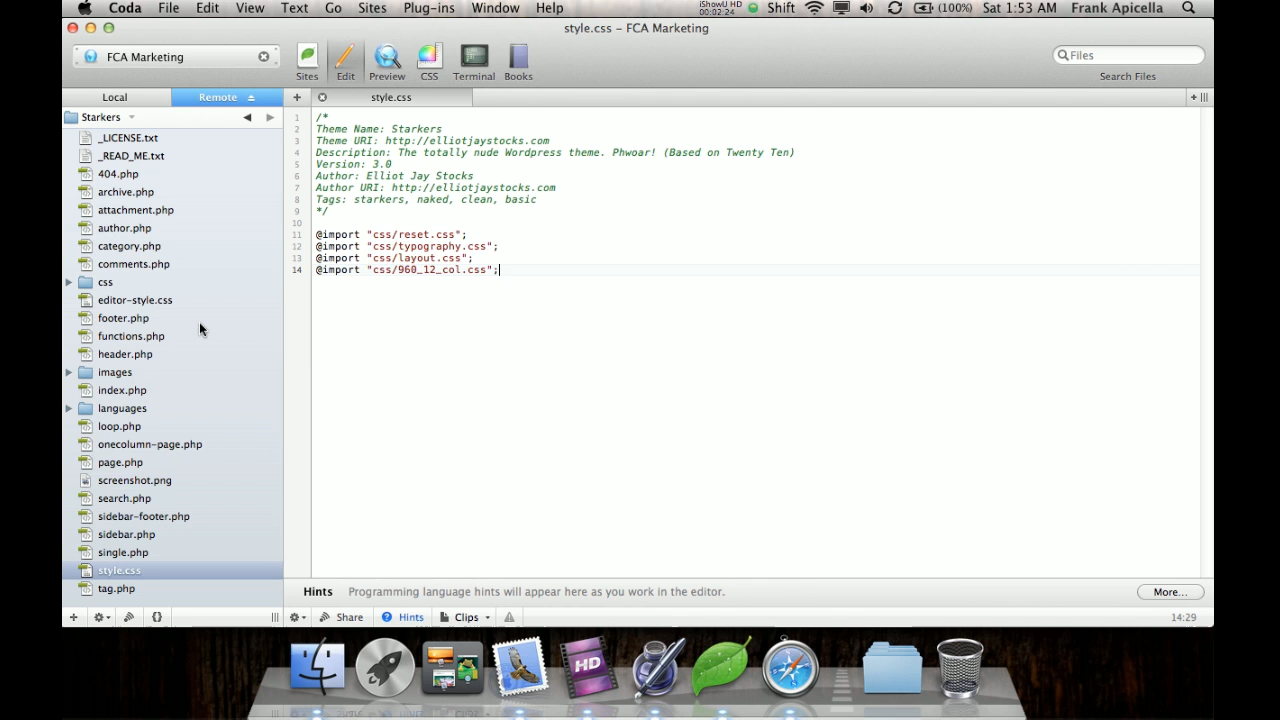 Coda File Edit View Text Go Sites Plug-ins Window Help iShowU HD 00:02:24 Shift (100%) Sat 1:53 AM Frank Apicella
style.css – FCA Marketing
FCA Marketing
Sites Edit Preview CSS Terminal Books
Files
Search Files
Local Remote
style.css
Starkers
_LICENSE.txt
_READ_ME.txt
404.php
archive.php
attachment.php
author.php
category.php
comments.php
css
editor-style.css
footer.php
functions.php
header.php
images
index.php
languages
loop.php
onecolumn-page.php
page.php
screenshot.png
search.php
sidebar-footer.php
sidebar.php
single.php
style.css
tag.php
1 /*
2 Theme Name: Starkers
3 Theme URI: http://elliotjaystocks.com
4 Description: The totally nude Wordpress theme. Phwoar! (Based on Twenty Ten)
5 Version: 3.0
6 Author: Elliot Jay Stocks
7 Author URI: http://elliotjaystocks.com
8 Tags: starkers, naked, clean, basic
9 */
10
11 @import "css/reset.css";
12 @import "css/typography.css";
13 @import "css/layout.css";
14 @import "css/960_12_col.css";
Hints Programming language hints will appear here as you work in the editor. More...
Share Hints Clips 14:29
HD